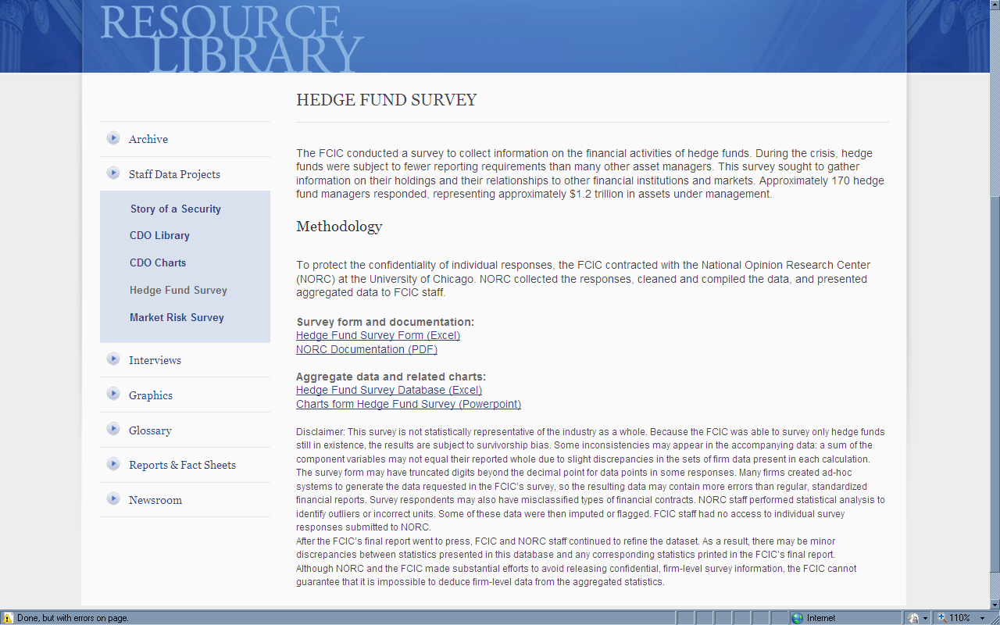 RESOURCE
LIBRARY
Archive
Staff Data Projects
Story of a Security
CDO Library
CDO Charts
Hedge Fund Survey
Market Risk Survey
Interviews
Graphics
Glossary
Reports & Fact Sheets
Newsroom
HEDGE FUND SURVEY
The FCIC conducted a survey to collect information on the financial activities of hedge funds. During the crisis, hedge
funds were subject to fewer reporting requirements than many other asset managers. This survey sought to gather
information on their holdings and their relationships to other financial institutions and markets. Approximately 170 hedge
fund managers responded, representing approximately $1.2 trillion in assets under management.
Methodology
To protect the confidentiality of individual responses, the FCIC contracted with the National Opinion Research Center
(NORC) at the University of Chicago. NORC collected the responses, cleaned and compiled the data, and presented
aggregated data to FCIC staff.
Survey form and documentation:
Hedge Fund Survey Form (Excel)
NORC Documentation (PDF)
Aggregate data and related charts:
Hedge Fund Survey Database (Excel)
Charts form Hedge Fund Survey (Powerpoint)
Disclaimer: This survey is not statistically representative of the industry as a whole. Because the FCIC was able to survey only hedge funds
still in existence, the results are subject to survivorship bias. Some inconsistencies may appear in the accompanying data: a sum of the
component variables may not equal their reported whole due to slight discrepancies in the sets of firm data present in each calculation.
The survey form may have truncated digits beyond the decimal point for data points in some responses. Many firms created ad-hoc
systems to generate the data requested in the FCIC's survey, so the resulting data may contain more errors than regular, standardized
financial reports. Survey respondents may also have misclassified types of financial contracts. NORC staff performed statistical analysis to
identify outliers or incorrect units. Some of these data were then imputed or flagged. FCIC staff had no access to individual survey
responses submitted to NORC.
After the FCIC's final report went to press, FCIC and NORC staff continued to refine the dataset. As a result, there may be minor
discrepancies between statistics presented in this database and any corresponding statistics printed in the FCIC's final report.
Although NORC and the FCIC made substantial efforts to avoid releasing confidential, firm-level survey information, the FCIC cannot
guarantee that it is impossible to deduce firm-level data from the aggregated statistics.
Done, but with errors on page.
Internet
110%